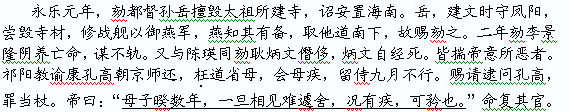 永乐元年，劾都督孙岳擅毁太祖所建寺，诏安置海南。岳，建文时守凤阳，
尝毁寺材，修战舰以御燕军，燕知其有备，取他道南下，故赐劾之。二年劾李景
隆阴养亡命，谋不轨。又与陈瑛同劾耿炳文僭侈，炳文自经死。皆揣帝意所恶者。
祁阳教谕康孔高朝京师还，枉道省母，会母疾，留侍九月不行。赐请逮问孔高，
罪当杖。帝曰：“母子暌数年，一旦相见难遽舍，况有疾，可矜也。”命复其官。